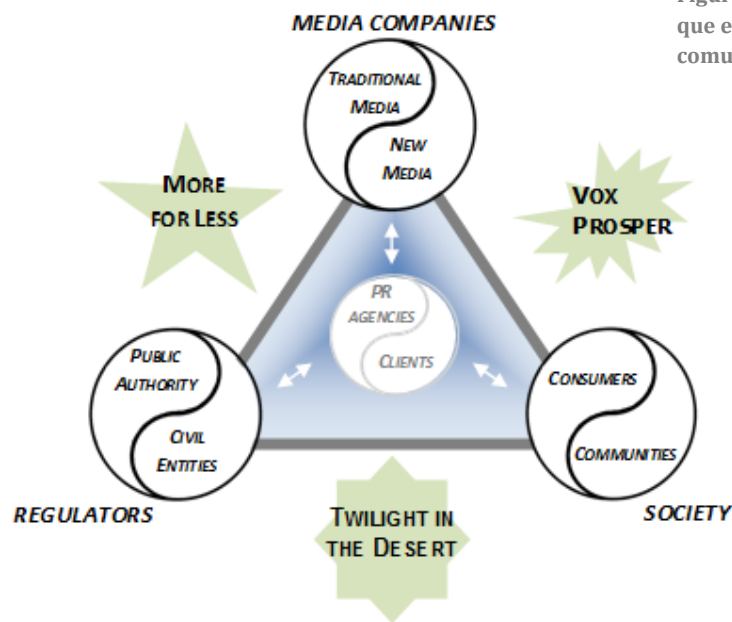 MEDIA COMPANIES
que e
comu
TRADITIONAL
MEDIA
NEW
MEDIA
MORE
FOR LESS
VOX
PROSPER
PR
AGENCIES
CLIENTS
PUBLIC
AUTHORITY
CIVIL
ENTITIES
CONSUMERS
COMMUNITIES
REGULATORS
SOCIETY
TWILIGHT IN
THE DESERT